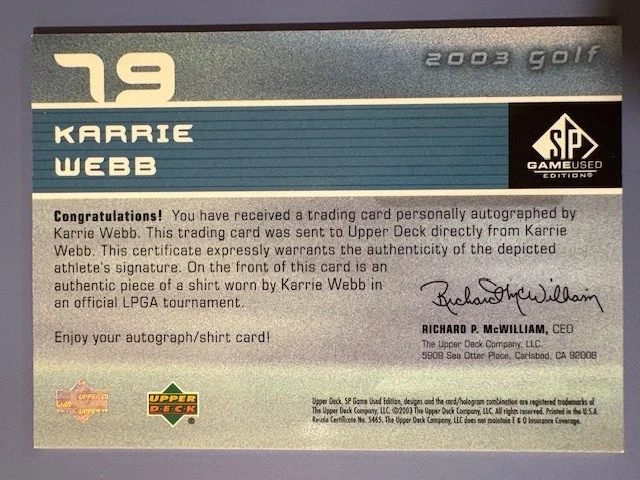 79
2003 golf
KARRIE
WEBB
SP
GAMEUSED
EDITION®
Congratulations! You have received a trading card personally autographed by
Karrie Webb. This trading card was sent to Upper Deck directly from Karrie
Webb. This certificate expressly warrants the authenticity of the depicted
athlete's signature. On the front of this card is an
authentic piece of a shirt worn by Karrie Webb in
an official LPGA tournament.
Enjoy your autograph/shirt card!
Richard P. McWilliam
RICHARD P. McWILLIAM, CEO
The Upper Deck Company, LLC.
5909 Sea Otter Place, Carlsbad, CA 92008
UPPER
DECK
®
Upper Deck, SP Game Used Edition, designs and the card/hologram combination are registered trademarks of
The Upper Deck Company, LLC. ©2003 The Upper Deck Company, LLC. All rights reserved. Printed in the U.S.A.
Resale Certificate No. 5465. The Upper Deck Company, LLC does not maintain E & O Insurance Coverage.